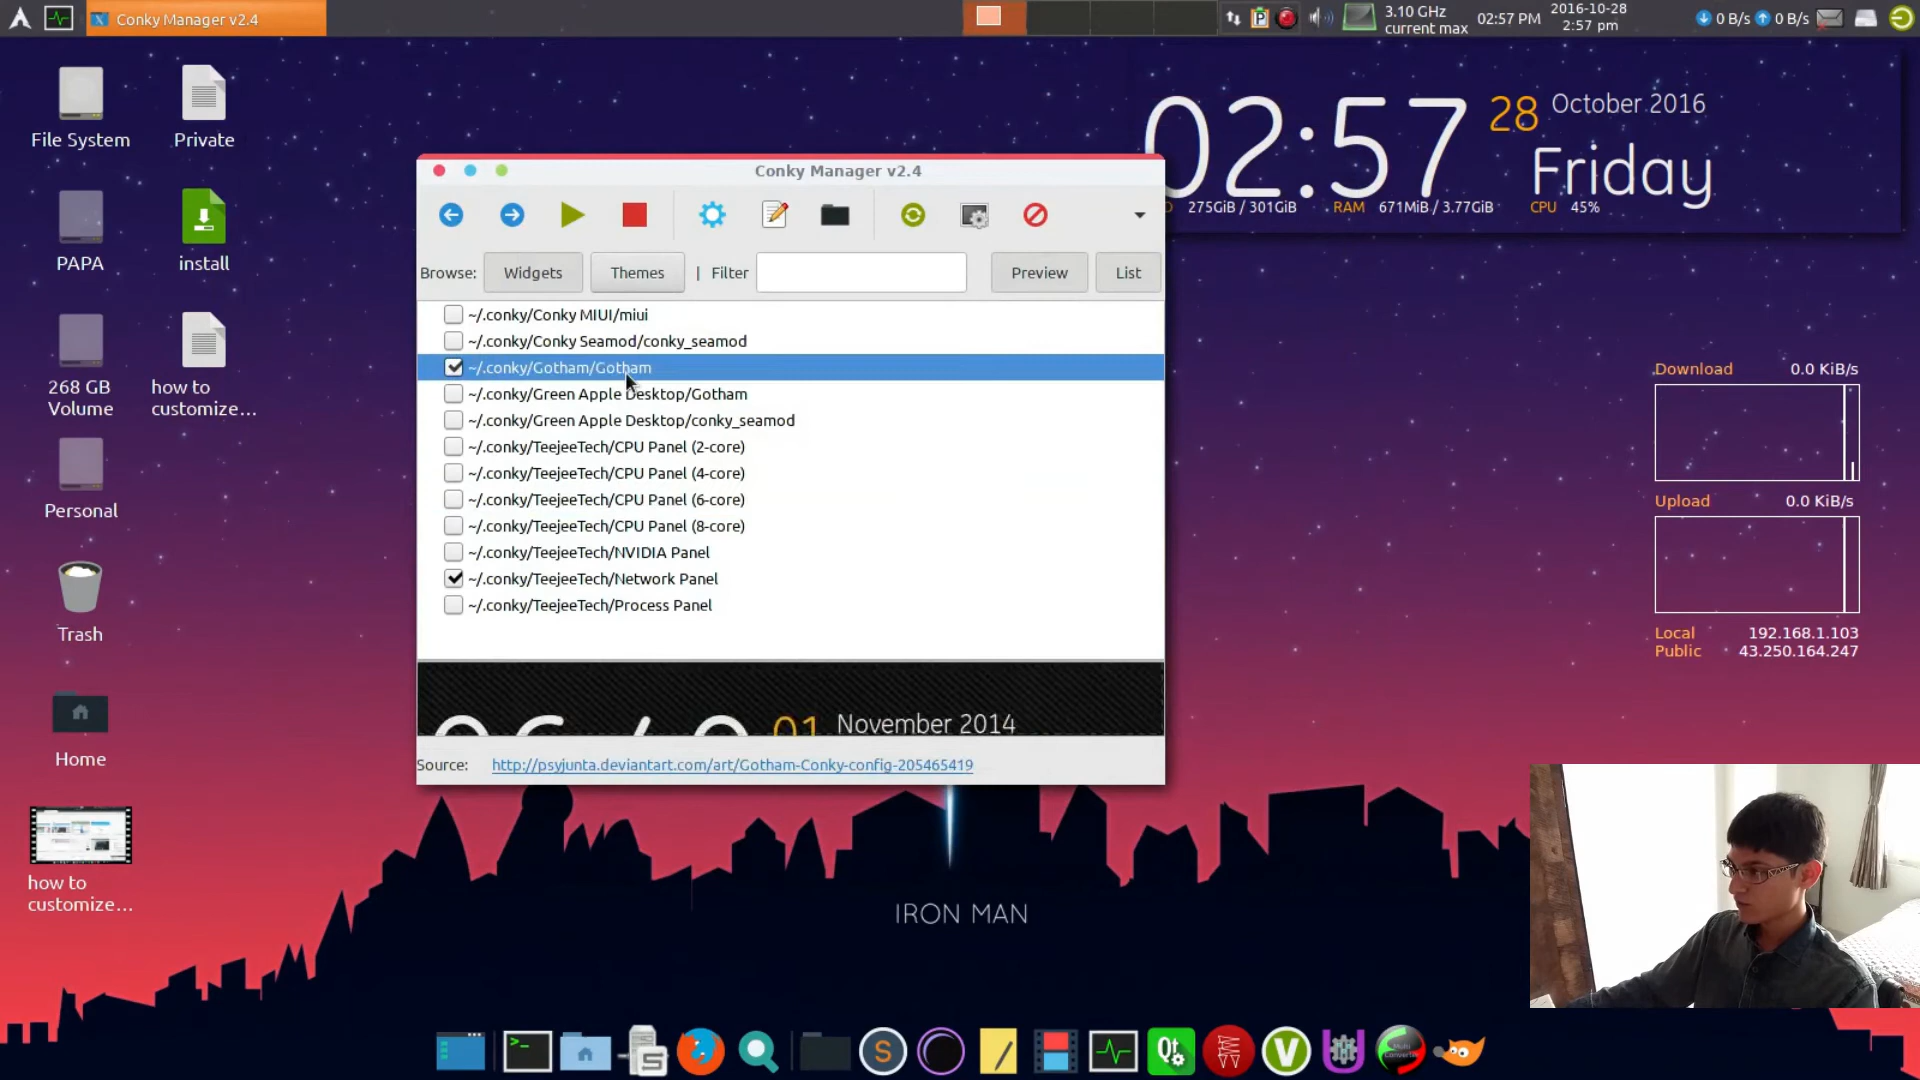 Conky Manager v2.4
3.10 GHz
current max
02:57 PM
2016-10-28
2:57 pm
0 B/s
0 B/s
File System
Private
PAPA
install
268 GB
Volume
how to
customize...
Personal
Trash
Home
how to
customize...
02:57
28
October 2016
Friday
275GiB / 301GiB
RAM 671MiB / 3.77GiB
CPU 45%
Conky Manager v2.4
Browse:
Widgets
Themes
| Filter
Preview
List
~/.conky/Conky MIUI/miui
~/.conky/Conky Seamod/conky_seamod
~/.conky/Gotham/Gotham
~/.conky/Green Apple Desktop/Gotham
~/.conky/Green Apple Desktop/conky_seamod
~/.conky/TeejeeTech/CPU Panel (2-core)
~/.conky/TeejeeTech/CPU Panel (4-core)
~/.conky/TeejeeTech/CPU Panel (6-core)
~/.conky/TeejeeTech/CPU Panel (8-core)
~/.conky/TeejeeTech/NVIDIA Panel
~/.conky/TeejeeTech/Network Panel
~/.conky/TeejeeTech/Process Panel
01 November 2014
Source: http://psyjunta.deviantart.com/art/Gotham-Conky-config-205465419
Download 0.0 KiB/s
Upload 0.0 KiB/s
Local 192.168.1.103
Public 43.250.164.247
IRON MAN